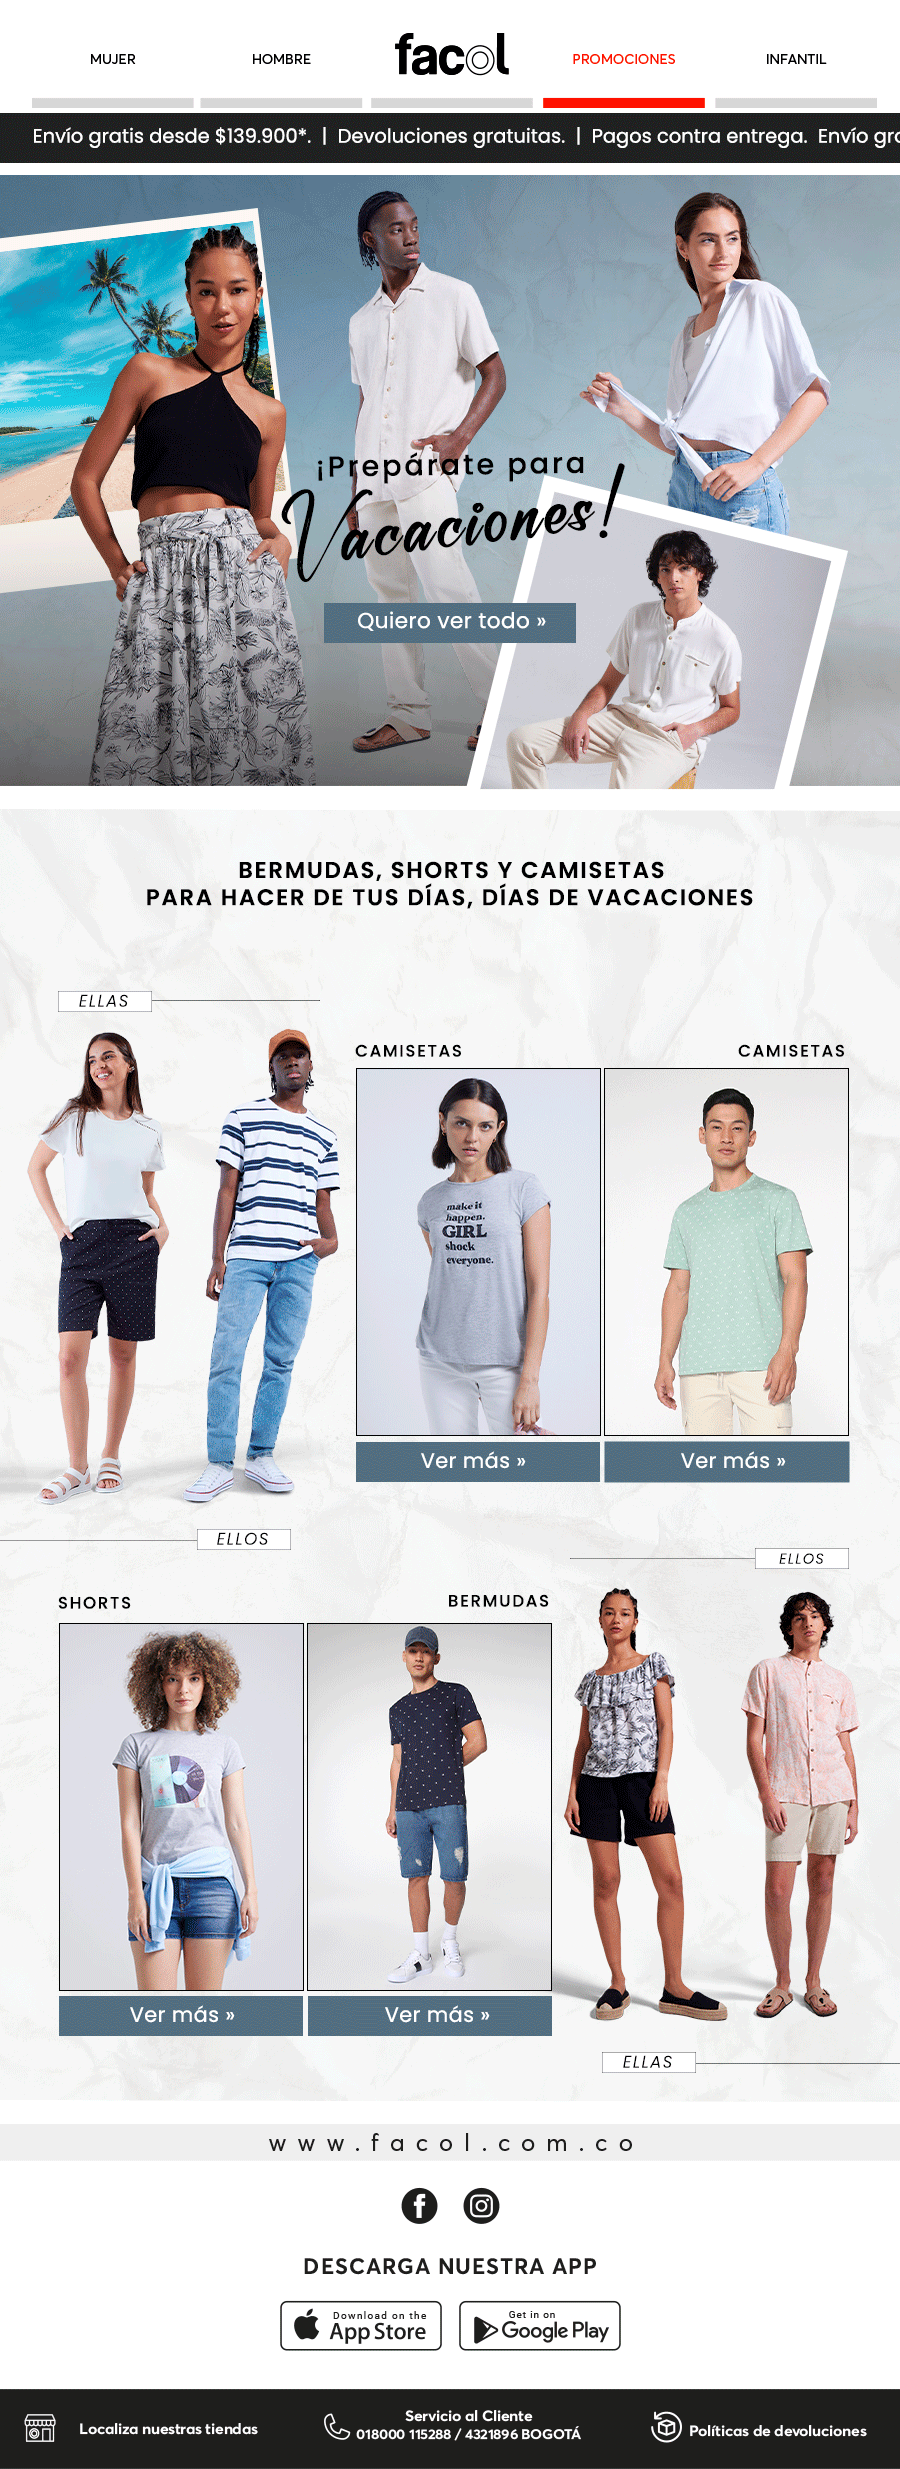 MUJER
HOMBRE
facol
PROMOCIONES
INFANTIL
Envío gratis desde $139.900*. | Devoluciones gratuitas. | Pagos contra entrega. Envío gra
¡Prepárate para
Vacaciones!
Quiero ver todo »
BERMUDAS, SHORTS Y CAMISETAS
PARA HACER DE TUS DÍAS, DÍAS DE VACACIONES
ELLAS
CAMISETAS
CAMISETAS
make it
happen.
GIRL
shock
everyone.
Ver más »
Ver más »
ELLOS
ELLOS
SHORTS
BERMUDAS
Ver más »
Ver más »
ELLAS
www.facol.com.co
DESCARGA NUESTRA APP
Download on the
App Store
Get in on
Google Play
Localiza nuestras tiendas
Servicio al Cliente
018000 115288 / 4321896 BOGOTÁ
Políticas de devoluciones